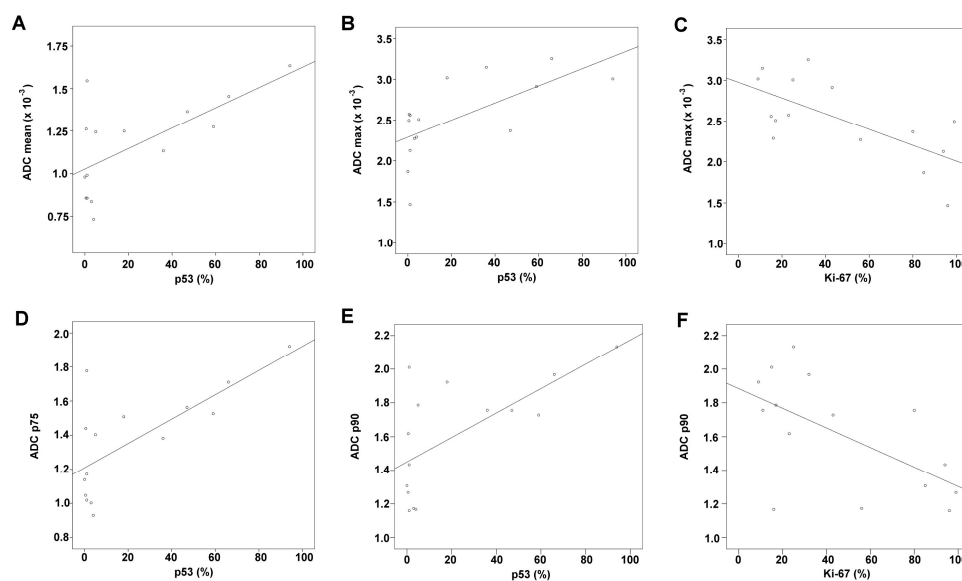 A
ADC mean (x 10⁻³)
1.75
1.50
1.25
1.00
0.75
0 20 40 60 80 100
p53 (%)
B
ADC max (x 10⁻³)
3.5
3.0
2.5
2.0
1.5
1.0
0 20 40 60 80 100
p53 (%)
C
ADC max (x 10⁻³)
3.5
3.0
2.5
2.0
1.5
1.0
0 20 40 60 80 100
Ki-67 (%)
D
ADC p75
2.0
1.8
1.6
1.4
1.2
1.0
0.8
0 20 40 60 80 100
p53 (%)
E
ADC p90
2.2
2.0
1.8
1.6
1.4
1.2
1.0
0 20 40 60 80 100
p53 (%)
F
ADC p90
2.2
2.0
1.8
1.6
1.4
1.2
1.0
0 20 40 60 80 100
Ki-67 (%)